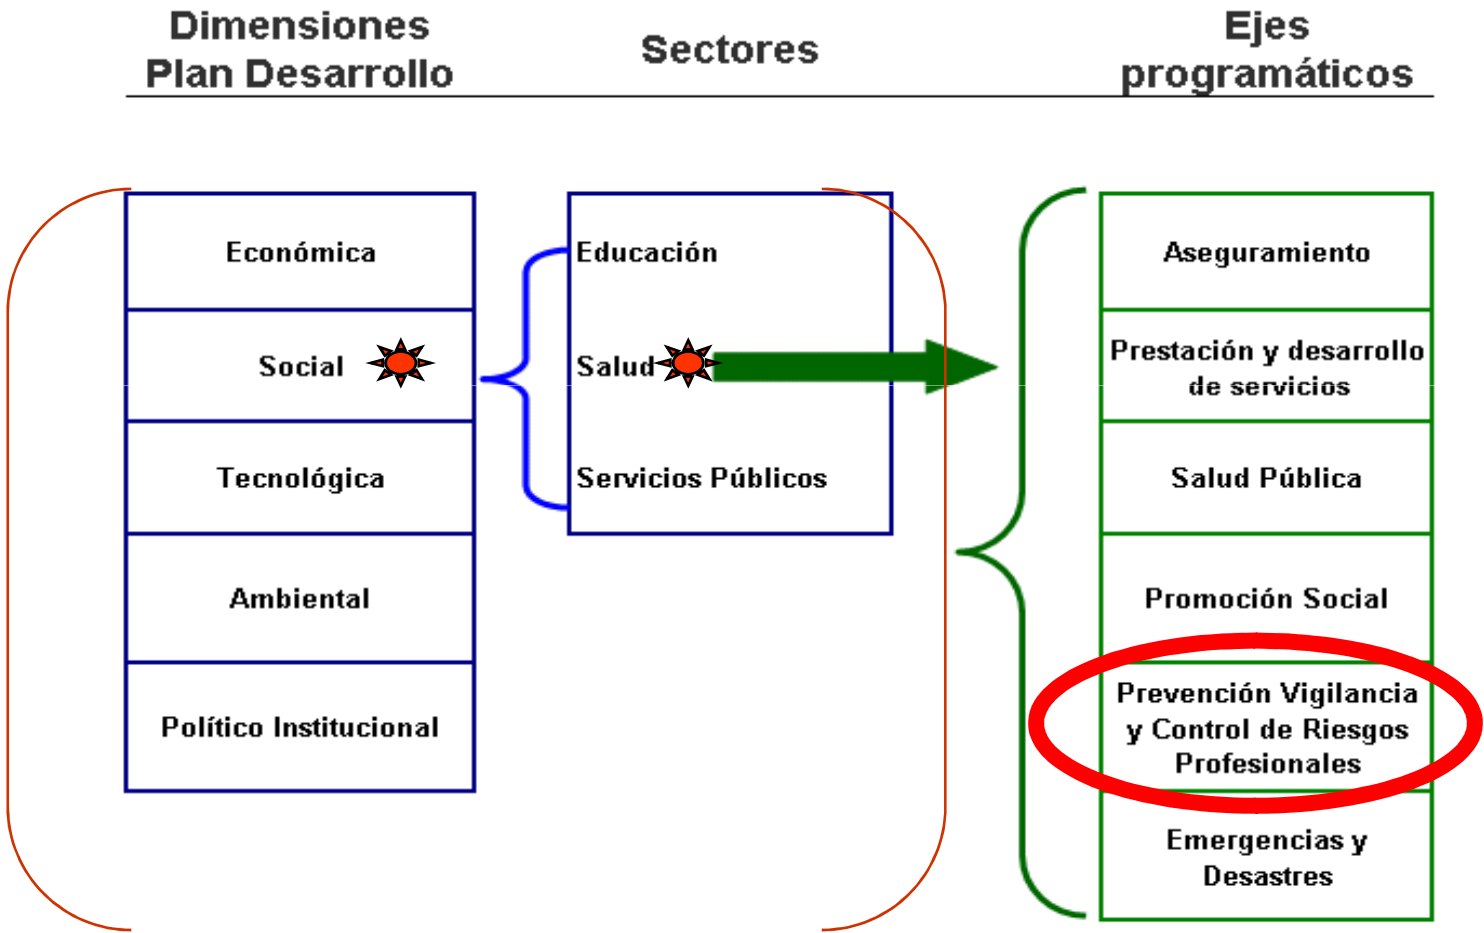 Dimensiones
Plan Desarrollo
Sectores
Ejes
programáticos
Económica
Social
Tecnológica
Ambiental
Político Institucional
Educación
Salud
Servicios Públicos
Aseguramiento
Prestación y desarrollo
de servicios
Salud Pública
Promoción Social
Prevención Vigilancia
y Control de Riesgos
Profesionales
Emergencias y
Desastres